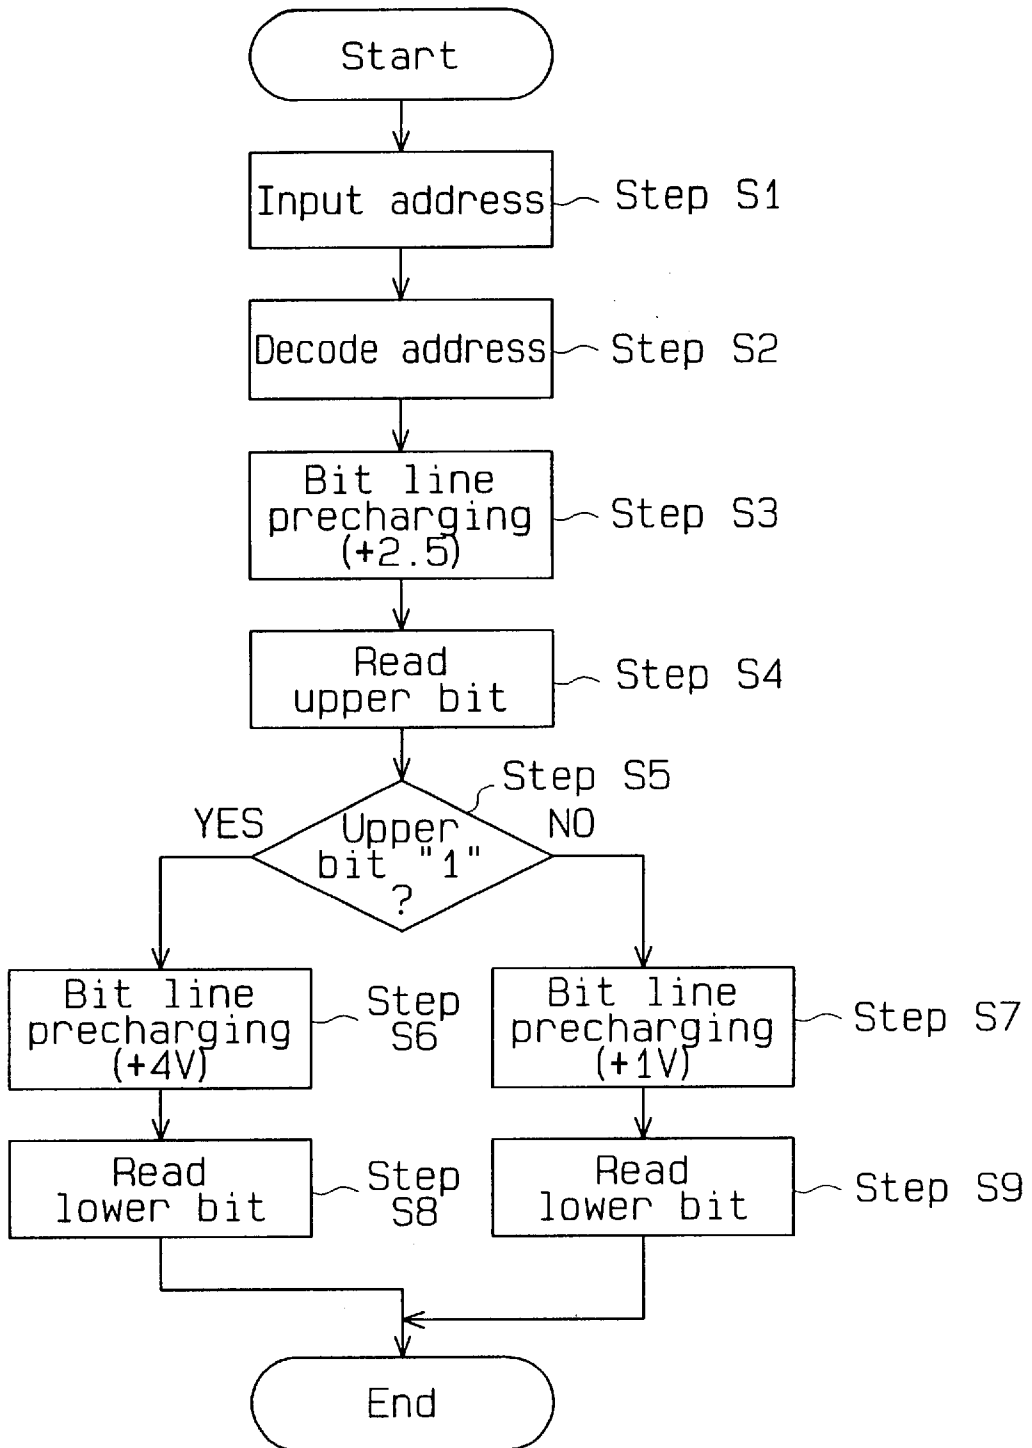 Start
Input address
Step S1
Decode address
Step S2
Bit line
precharging
(+2.5)
Step S3
Read
upper bit
Step S4
Step S5
YES
NO
Upper
bit "1"
?
Bit line
precharging
(+4V)
Step
S6
Bit line
precharging
(+1V)
Step S7
Read
lower bit
Step
S8
Read
lower bit
Step S9
End